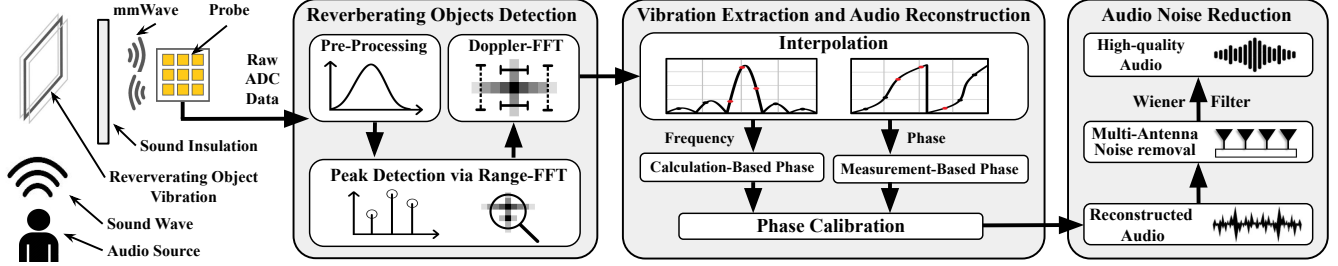 mmWave
Probe
Raw
ADC
Data
Sound Insulation
Reververating Object
Vibration
Sound Wave
Audio Source
Reverberating Objects Detection
Pre-Processing
Doppler-FFT
Peak Detection via Range-FFT
Vibration Extraction and Audio Reconstruction
Interpolation
Frequency
Phase
Calculation-Based Phase
Measurement-Based Phase
Phase Calibration
Audio Noise Reduction
High-quality
Audio
Wiener Filter
Multi-Antenna
Noise removal
Reconstructed
Audio